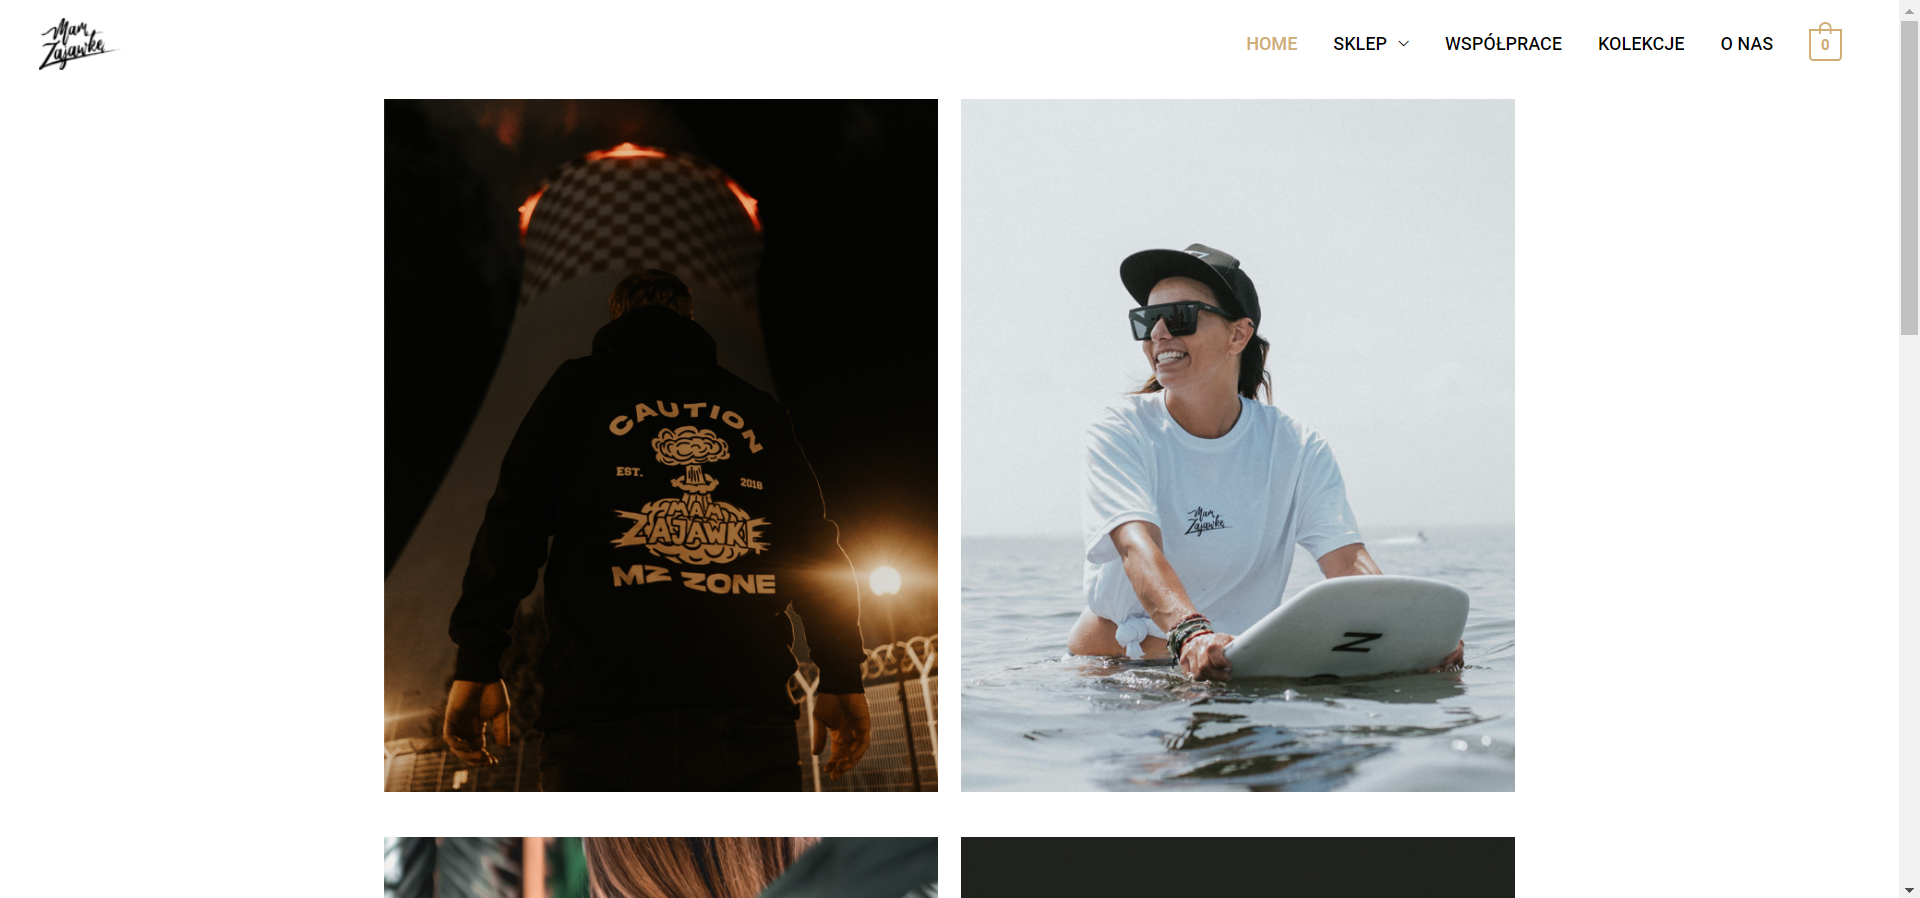 Mam
Zajawkę
HOME
SKLEP
WSPÓŁPRACE
KOLEKCJE
O NAS
0
CAUTION
EST.
2018
MAM
ZAJAWKĘ
MZ ZONE
Mam
Zajawkę
Z